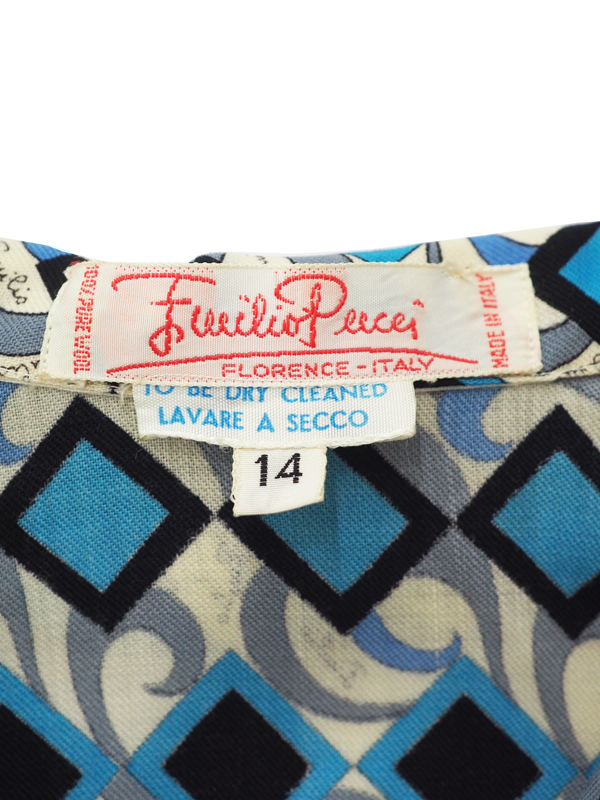 100% PURE WOOL
Emilio Pucci
FLORENCE - ITALY
MADE IN ITALY
TO BE DRY CLEANED
LAVARE A SECCO
14